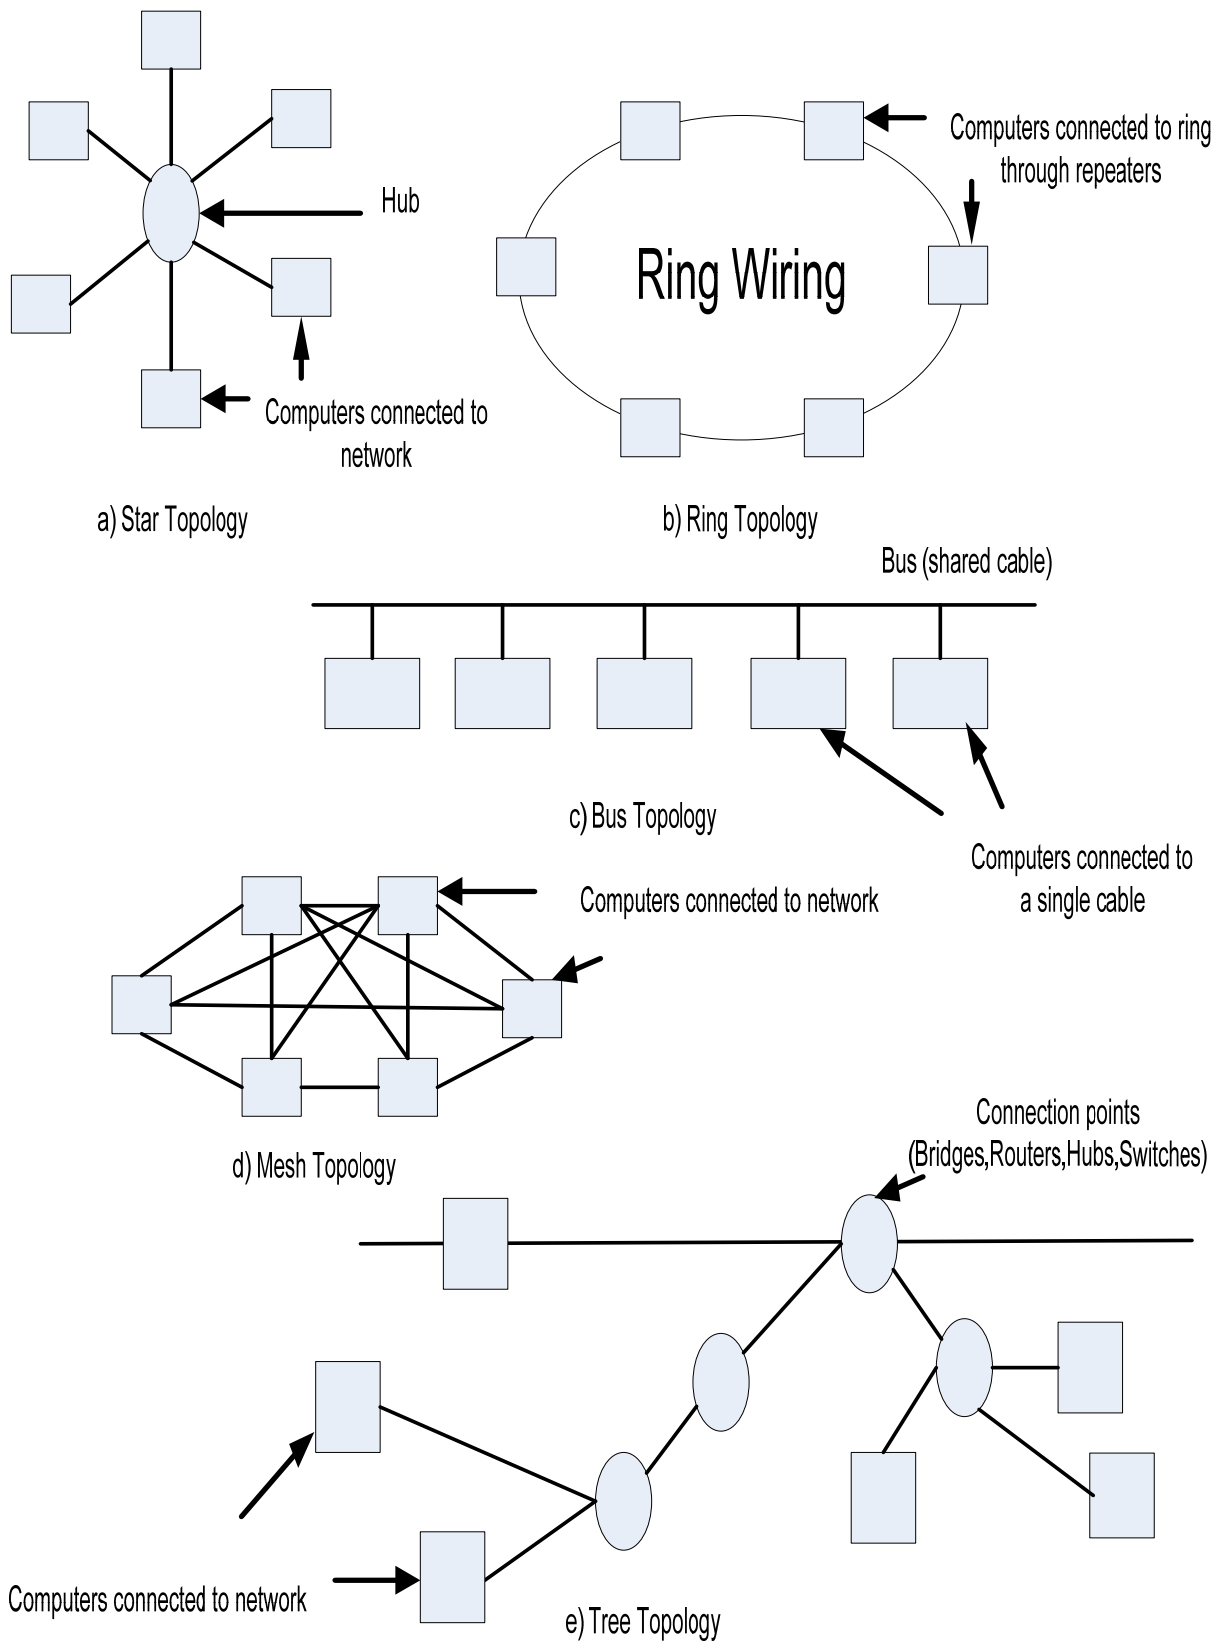 Hub
Computers connected to
network
a) Star Topology
Computers connected to ring
through repeaters
Ring Wiring
b) Ring Topology
Bus (shared cable)
c) Bus Topology
Computers connected to
a single cable
Computers connected to network
d) Mesh Topology
Connection points
(Bridges,Routers,Hubs,Switches)
Computers connected to network
e) Tree Topology